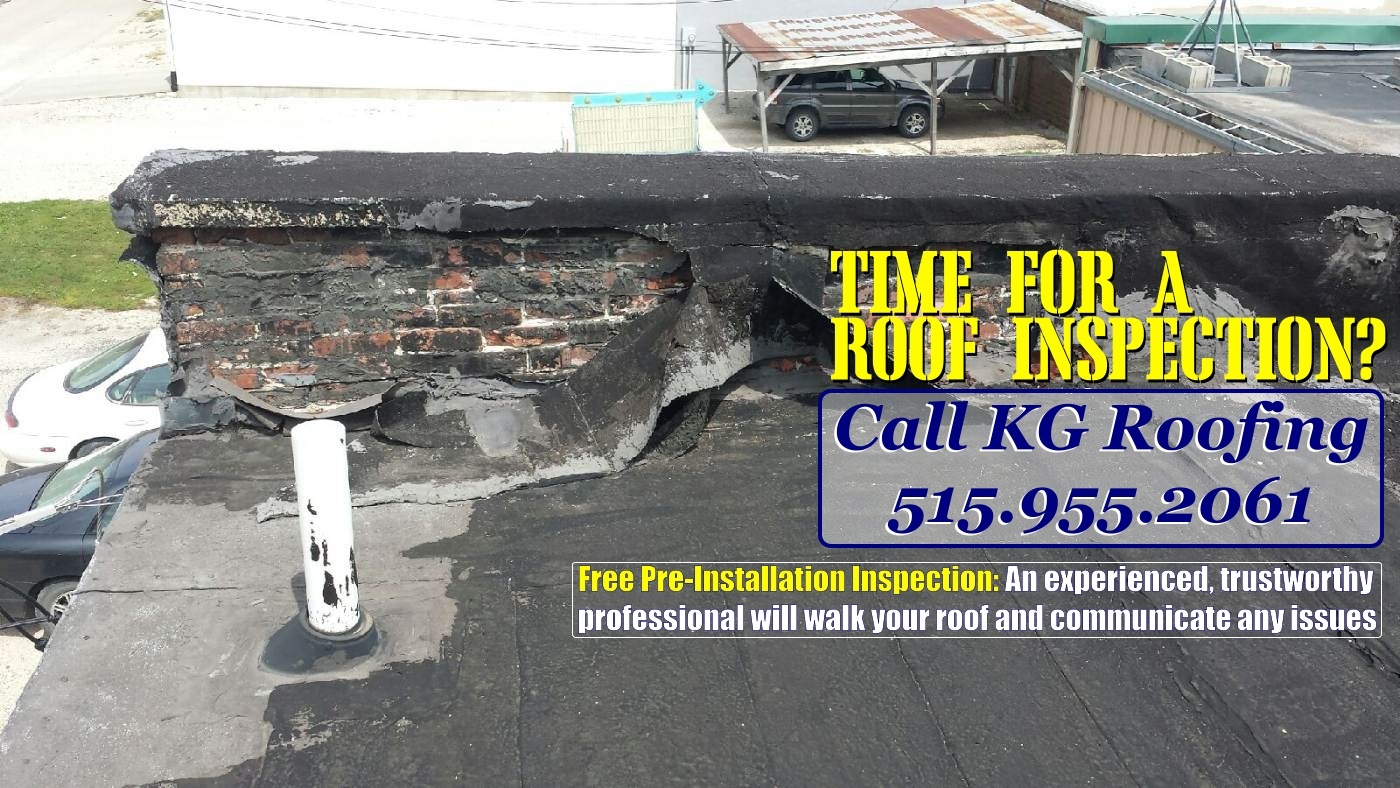 TIME FOR A
ROOF INSPECTION?
Call KG Roofing
515.955.2061
Free Pre-Installation Inspection: An experienced, trustworthy
professional will walk your roof and communicate any issues